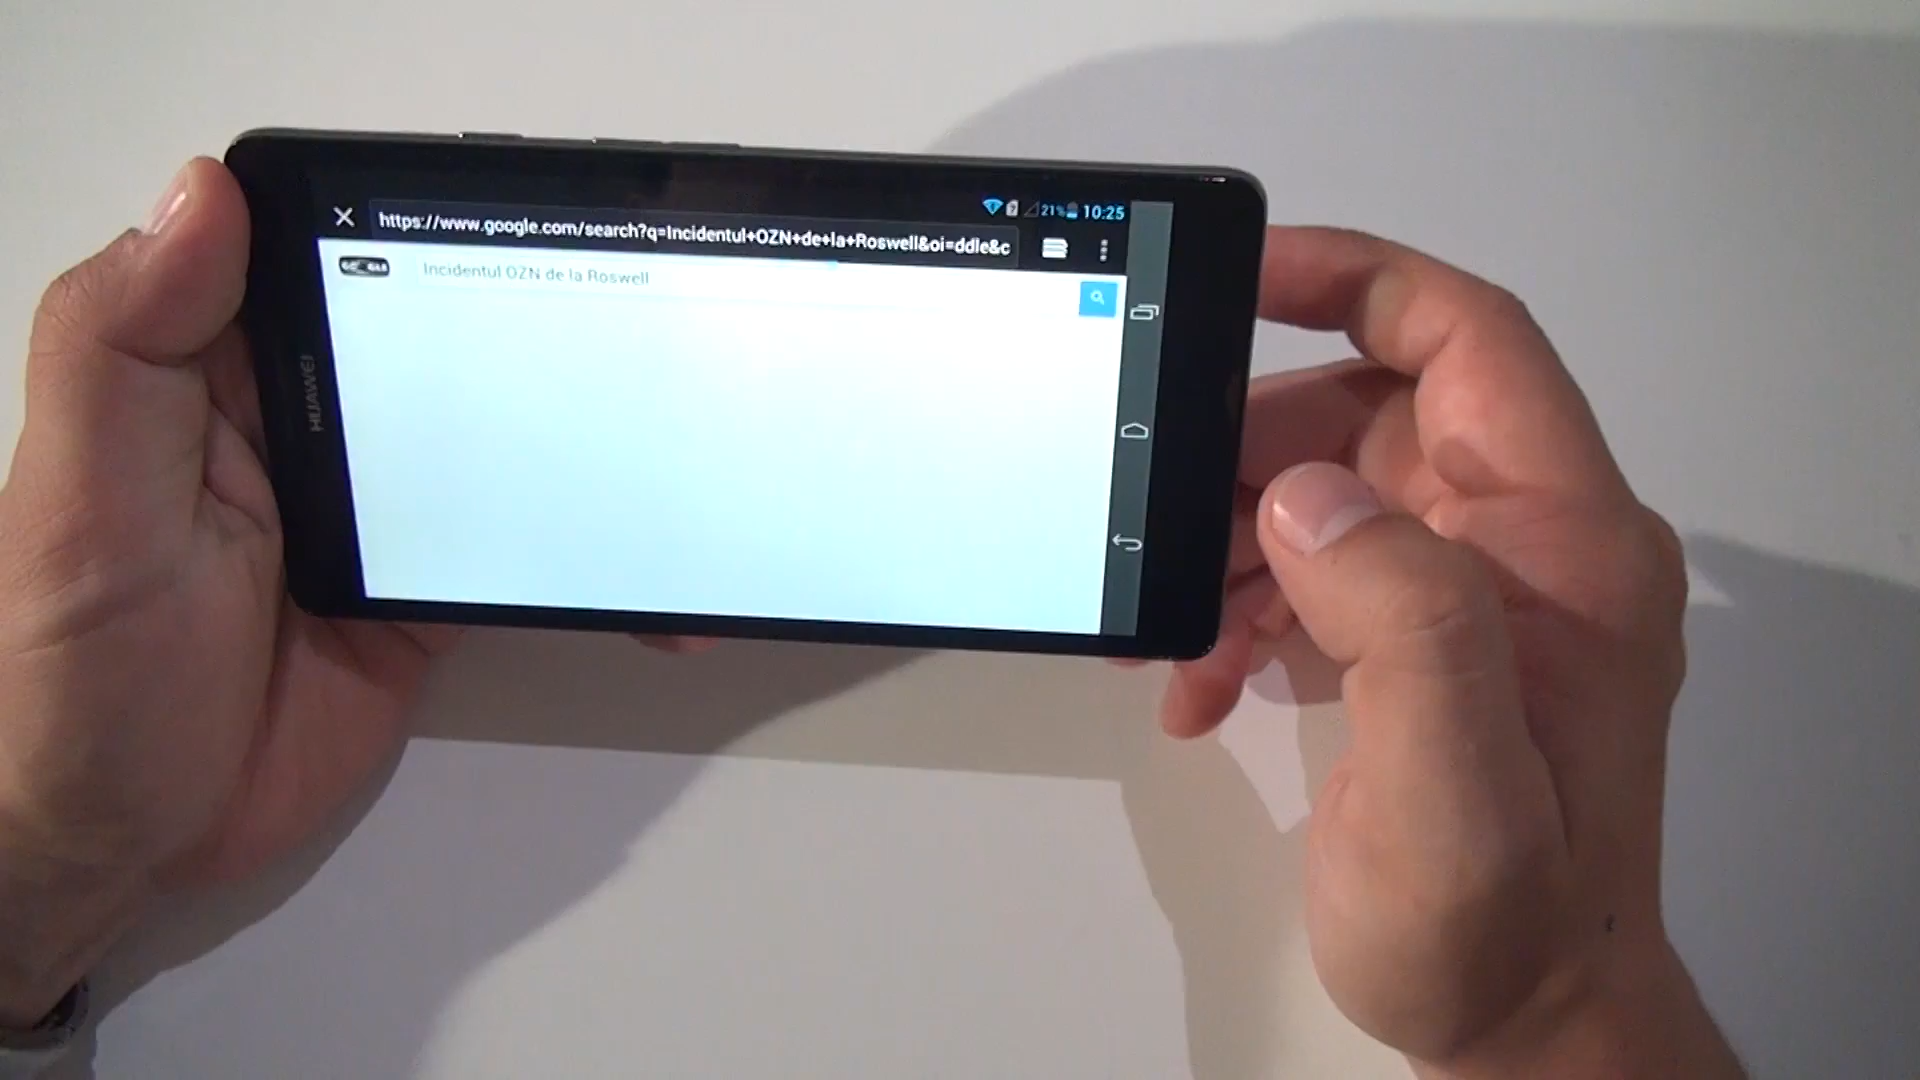 21% 10:25
https://www.google.com/search?q=Incidentul+OZN+de+la+Roswell&oi=ddle&c
Incidentul OZN de la Roswell
HUAWEI